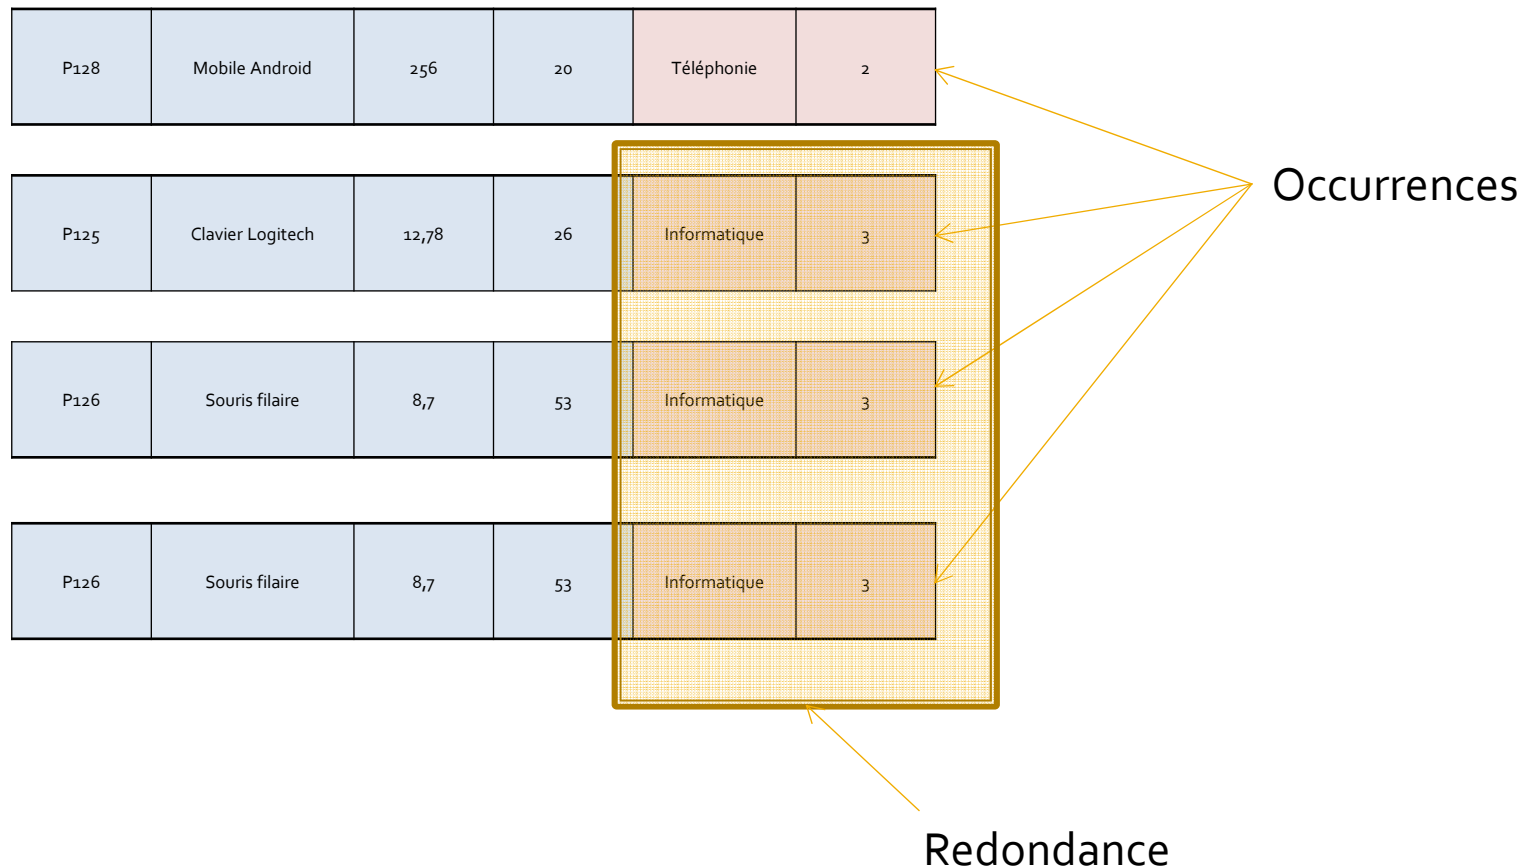 P128 Mobile Android 256 20 Téléphonie 2
Occurrences
P125 Clavier Logitech 12,78 26 Informatique 3
P126 Souris filaire 8,7 53 Informatique 3
P126 Souris filaire 8,7 53 Informatique 3
Redondance